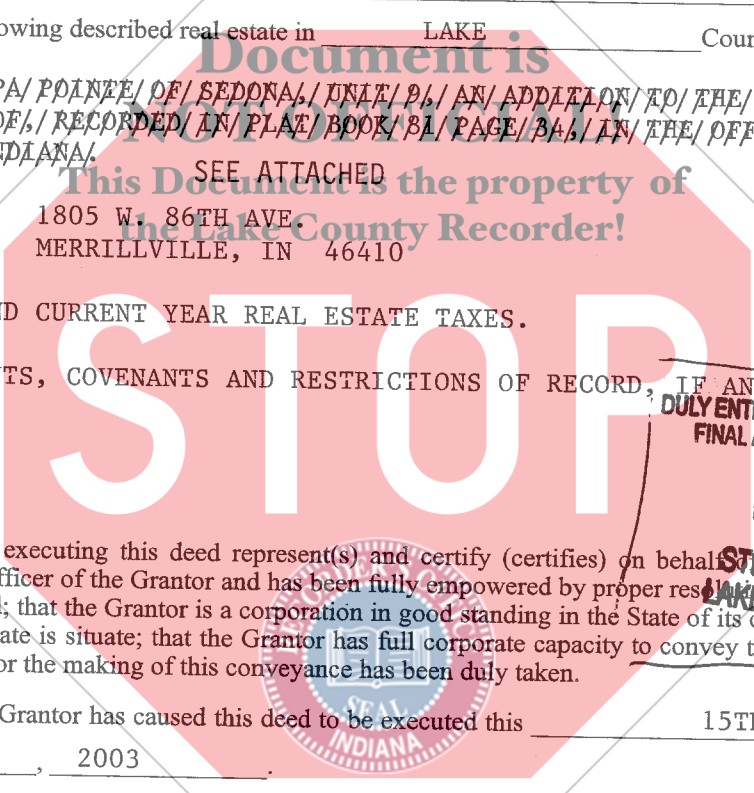 owing described real estate in LAKE Coun
Document is
PA POINTE OF SEDONA, UNIT 9, AN ADDITION TO THE
NOT OFFICIAL!
OF, RECORDED IN PLAT BOOK 81 PAGE 34, IN THE OFF
NDIANA.
SEE ATTACHED
This Document is the property of
1805 W. 86TH AVE.
the Lake County Recorder!
MERRILLVILLE, IN 46410
D CURRENT YEAR REAL ESTATE TAXES.
STOP
TS, COVENANTS AND RESTRICTIONS OF RECORD, IF AN
DULY ENT
FINAL A
executing this deed represent(s) and certify (certifies) on behalf of
fficer of the Grantor and has been fully empowered by proper reso
ST
LAKE
l; that the Grantor is a corporation in good standing in the State of its o
ate is situate; that the Grantor has full corporate capacity to convey t
or the making of this conveyance has been duly taken.
SEAL
INDIANA
Grantor has caused this deed to be executed this 15TH
, 2003 .